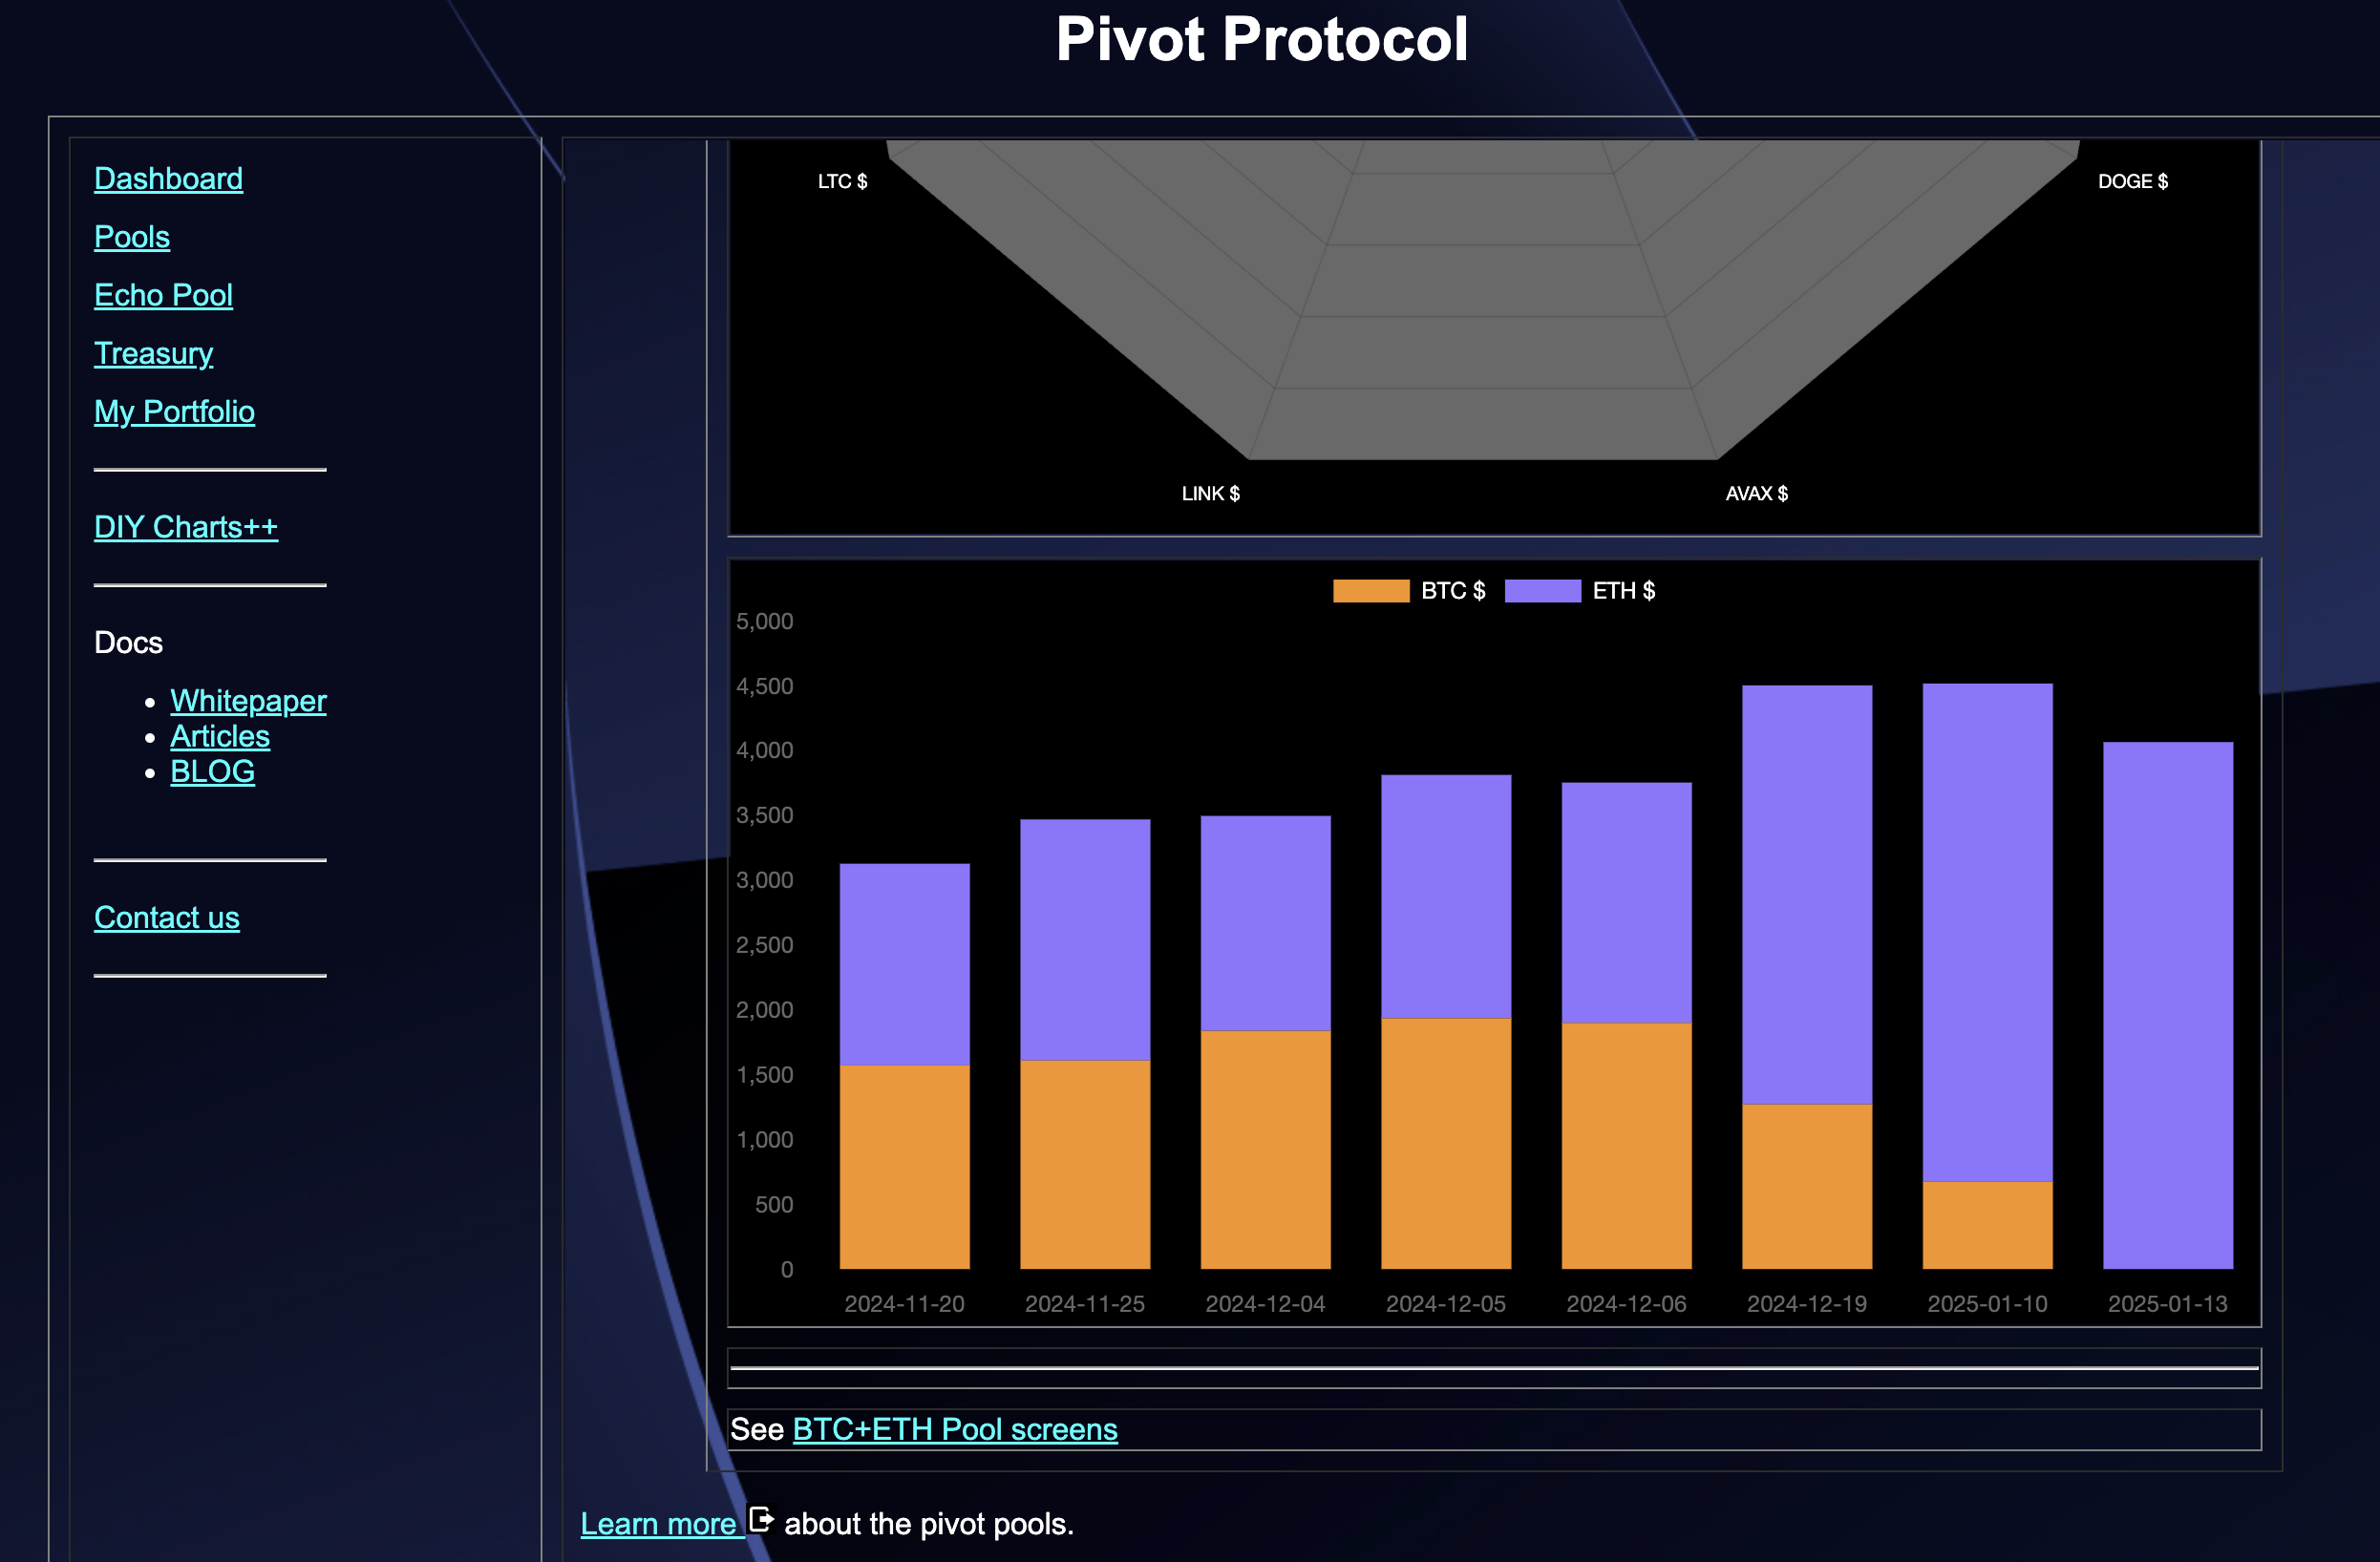 Pivot Protocol
Dashboard
Pools
Echo Pool
Treasury
My Portfolio
DIY Charts++
Docs
Whitepaper
Articles
BLOG
Contact us
LTC $
DOGE $
LINK $
AVAX $
BTC $ ETH $
5,000
4,500
4,000
3,500
3,000
2,500
2,000
1,500
1,000
500
0
2024-11-20 2024-11-25 2024-12-04 2024-12-05 2024-12-06 2024-12-19 2025-01-10 2025-01-13
See BTC+ETH Pool screens
Learn more about the pivot pools.